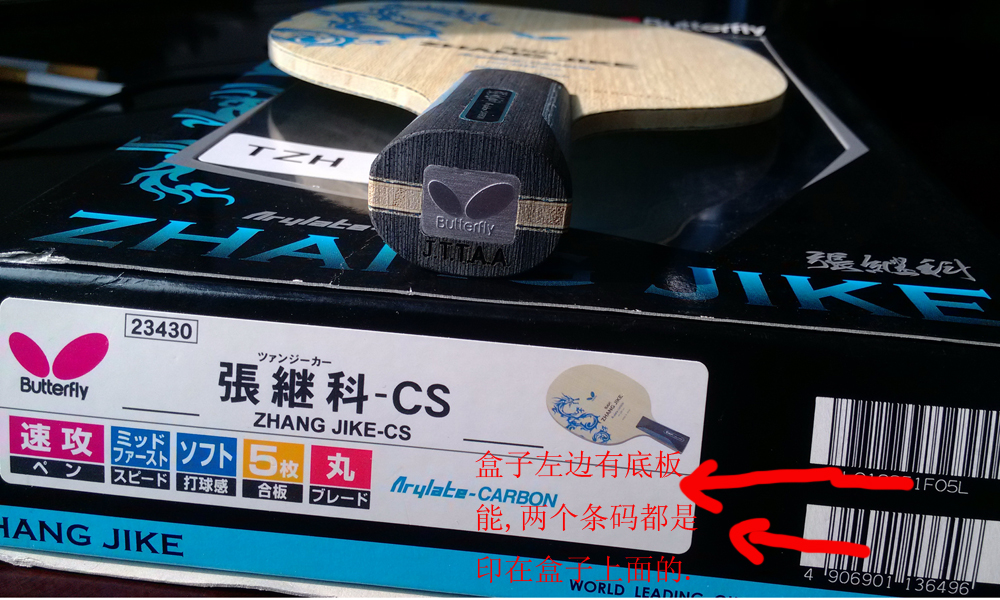 Butterfly
ZHANG JIKE
TZH
Butterfly
J.T.T.A.A
Arylate-
ZHANG JIKE
張継科
Butterfly
23430
ツァンジーカー
張継科-CS
ZHANG JIKE-CS
速攻
ペン
ミッド
ファースト
スピード
ソフト
打球感
5枚
合板
丸
ブレード
Arylate-CARBON
盒子左边有底板
能,两个条码都是
印在盒子上面的.
1F05L
4 906901 136496
HANG JIKE
WORLD LEADING